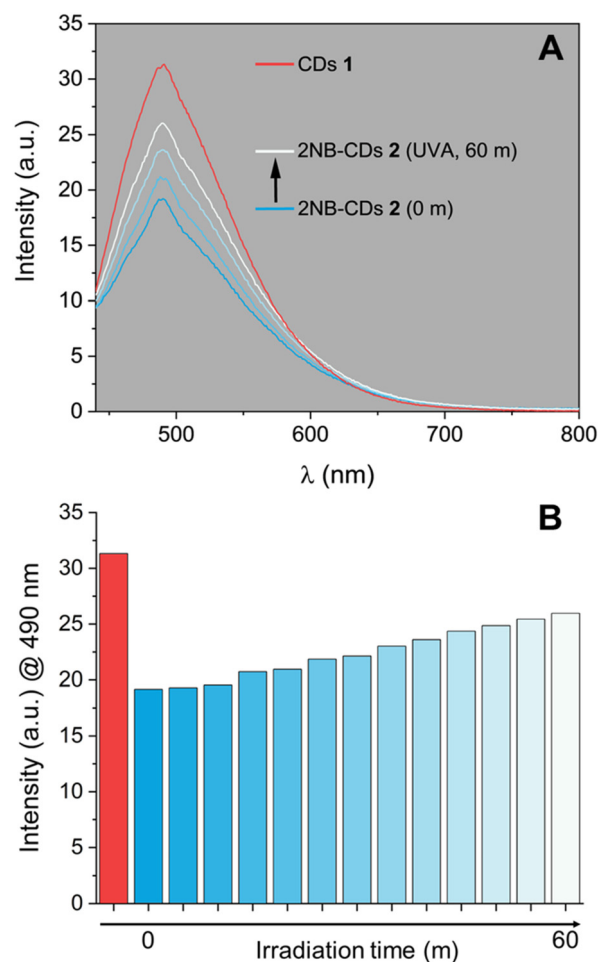 35
A
30
CDs 1
25
2NB-CDs 2 (UVA, 60 m)
20
2NB-CDs 2 (0 m)
15
10
5
0
Intensity (a.u.)
500
600
700
800
λ (nm)
35
B
30
25
20
15
10
5
0
Intensity (a.u.) @ 490 nm
0
Irradiation time (m)
60